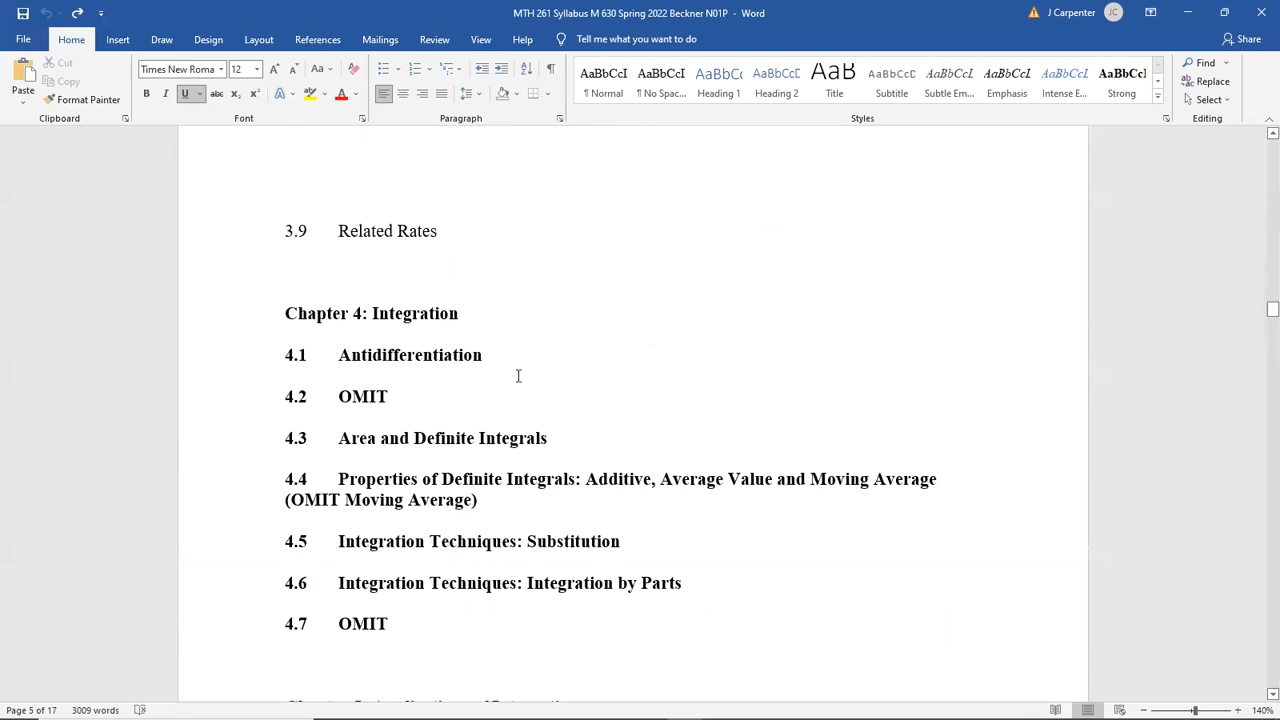 MTH 261 Syllabus M 630 Spring 2022 Beckner N01P - Word
J Carpenter JC
File Home Insert Draw Design Layout References Mailings Review View Help Tell me what you want to do Share
Paste
Cut
Copy
Format Painter
Clipboard
Times New Roma 12
Font
Paragraph
AaBbCcI AaBbCcI AaBbCcI AaBbCcD AaB AaBbCcD AaBbCcI AaBbCcI AaBbCcI AaBbCc
¶ Normal ¶ No Spac... Heading 1 Heading 2 Title Subtitle Subtle Em... Emphasis Intense E... Strong
Styles
Find
Replace
Select
Editing
3.9 Related Rates
Chapter 4: Integration
4.1 Antidifferentiation
4.2 OMIT
4.3 Area and Definite Integrals
4.4 Properties of Definite Integrals: Additive, Average Value and Moving Average
(OMIT Moving Average)
4.5 Integration Techniques: Substitution
4.6 Integration Techniques: Integration by Parts
4.7 OMIT
Page 5 of 17 3009 words 140%